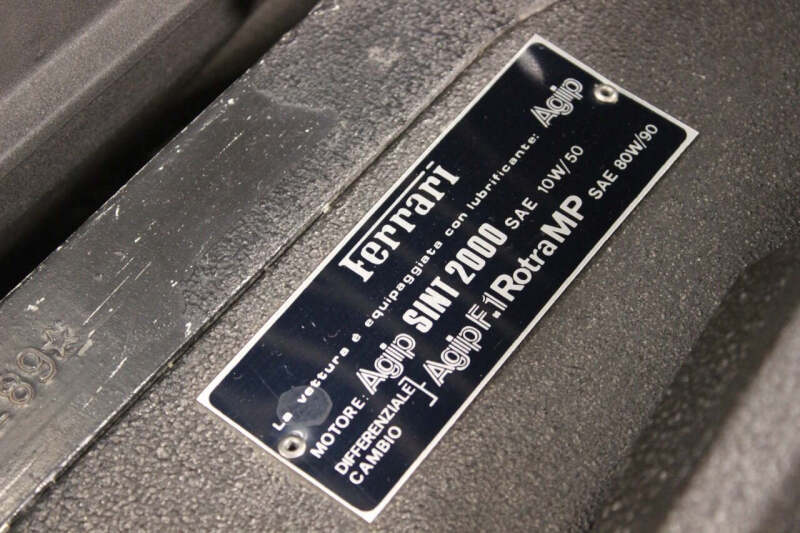 Ferrari
La vettura é equipaggiata con lubrificante: Agip
MOTORE: Agip SINT 2000 SAE 10W/50
DIFFERENZIALE
CAMBIO
} Agip F.1 Rotra MP SAE 80W/90
89☆